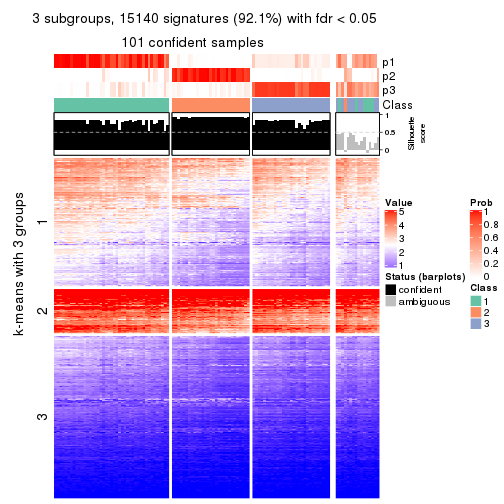 3 subgroups, 15140 signatures (92.1%) with fdr < 0.05
101 confident samples
p1
p2
p3
Class
1
0.5
0
Silhouette
score
k-means with 3 groups
1
2
3
Value
5
4
3
2
1
Status (barplots)
confident
ambiguous
Prob
1
0.8
0.6
0.4
0.2
0
Class
1
2
3